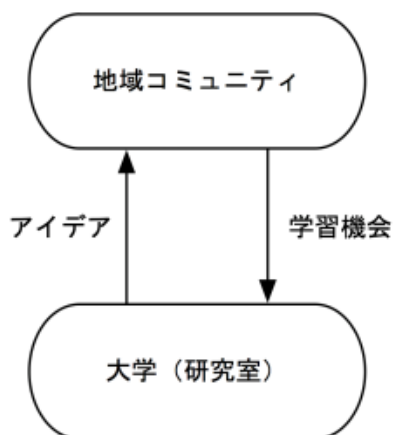 地域コミュニティ
アイデア
学習機会
大学（研究室）